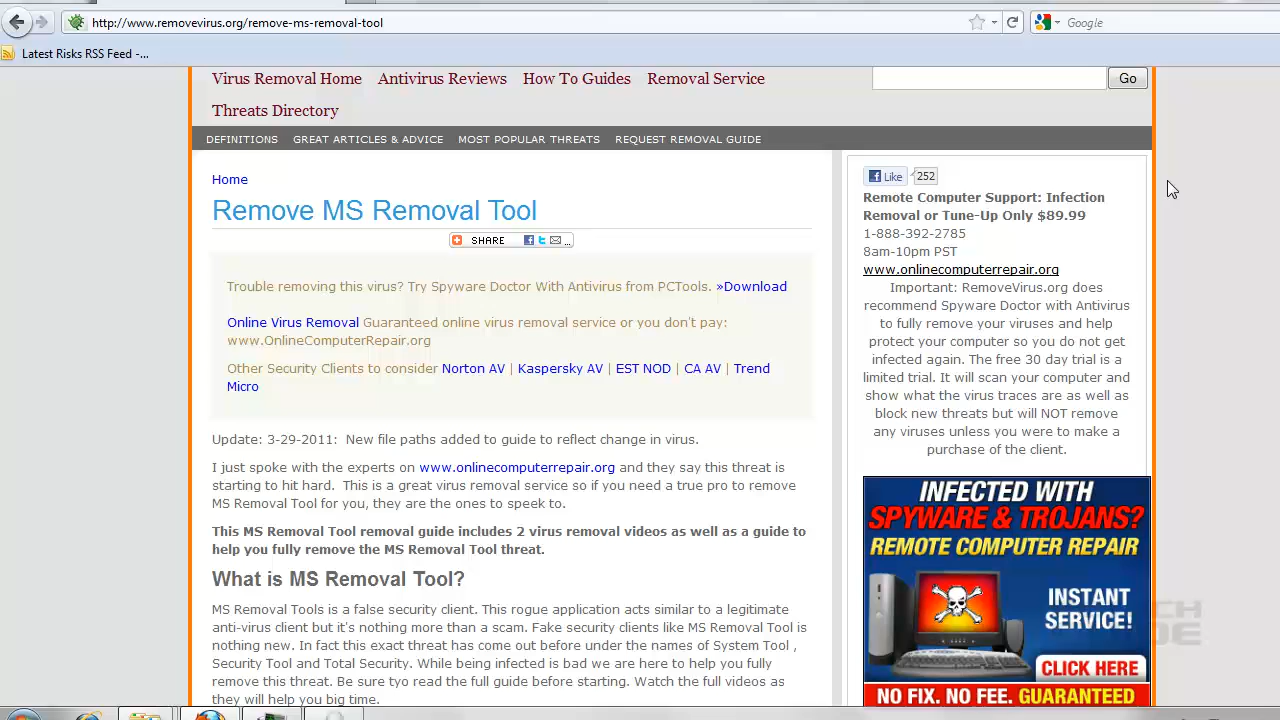 http://www.removevirus.org/remove-ms-removal-tool
Google
Latest Risks RSS Feed -...
Virus Removal Home Antivirus Reviews How To Guides Removal Service
Go
Threats Directory
DEFINITIONS GREAT ARTICLES & ADVICE MOST POPULAR THREATS REQUEST REMOVAL GUIDE
Home
Remove MS Removal Tool
SHARE ...
Trouble removing this virus? Try Spyware Doctor With Antivirus from PCTools. »Download
Online Virus Removal Guaranteed online virus removal service or you don't pay:
www.OnlineComputerRepair.org
Other Security Clients to consider Norton AV | Kaspersky AV | EST NOD | CA AV | Trend
Micro
Update: 3-29-2011: New file paths added to guide to reflect change in virus.
I just spoke with the experts on www.onlinecomputerrepair.org and they say this threat is
starting to hit hard. This is a great virus removal service so if you need a true pro to remove
MS Removal Tool for you, they are the ones to speek to.
This MS Removal Tool removal guide includes 2 virus removal videos as well as a guide to
help you fully remove the MS Removal Tool threat.
What is MS Removal Tool?
MS Removal Tools is a false security client. This rogue application acts similar to a legitimate
anti-virus client but it's nothing more than a scam. Fake security clients like MS Removal Tool is
nothing new. In fact this exact threat has come out before under the names of System Tool ,
Security Tool and Total Security. While being infected is bad we are here to help you fully
remove this threat. Be sure tyo read the full guide before starting. Watch the full videos as
they will help you big time.
Like 252
Remote Computer Support: Infection
Removal or Tune-Up Only $89.99
1-888-392-2785
8am-10pm PST
www.onlinecomputerrepair.org
Important: RemoveVirus.org does
recommend Spyware Doctor with Antivirus
to fully remove your viruses and help
protect your computer so you do not get
infected again. The free 30 day trial is a
limited trial. It will scan your computer and
show what the virus traces are as well as
block new threats but will NOT remove
any viruses unless you were to make a
purchase of the client.
INFECTED WITH
SPYWARE & TROJANS?
REMOTE COMPUTER REPAIR
INSTANT
SERVICE!
CLICK HERE
NO FIX. NO FEE. GUARANTEED